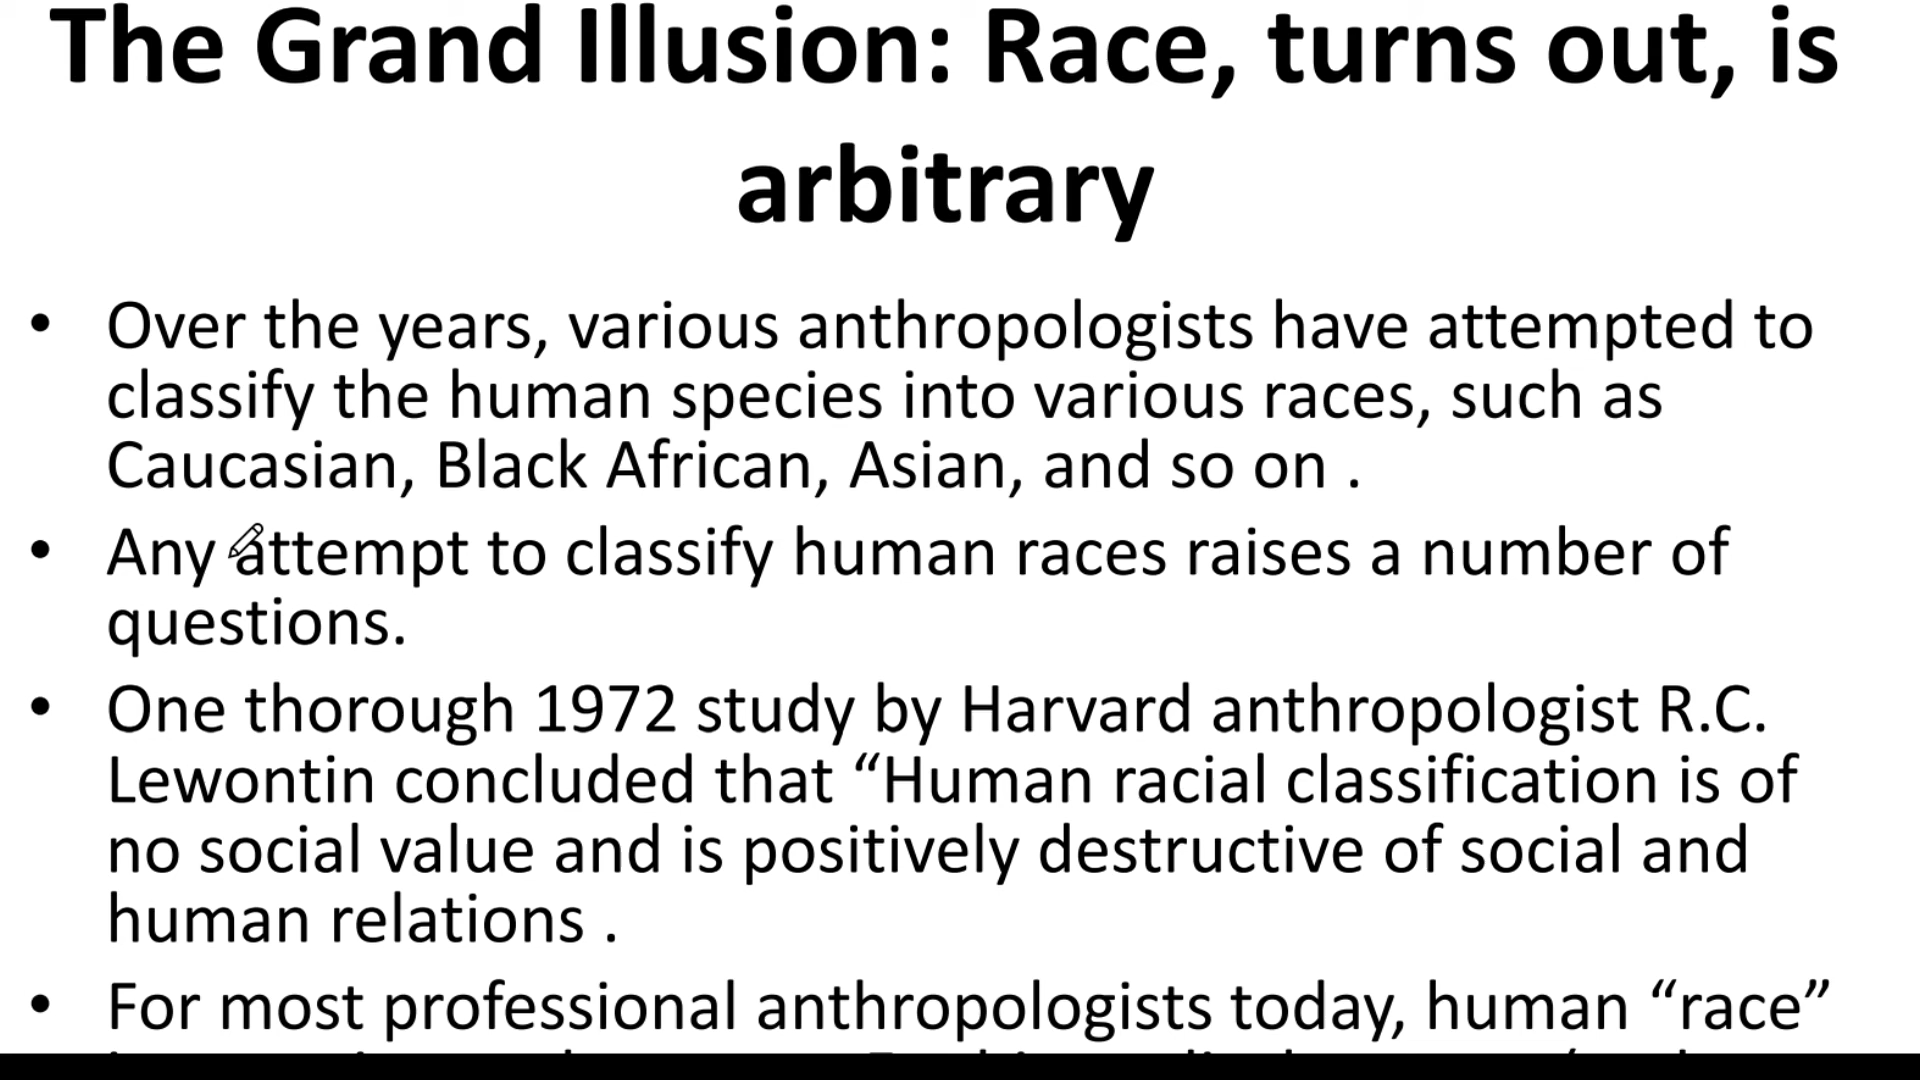 The Grand Illusion: Race, turns out, is
arbitrary
• Over the years, various anthropologists have attempted to
classify the human species into various races, such as
Caucasian, Black African, Asian, and so on .
• Any attempt to classify human races raises a number of
questions.
• One thorough 1972 study by Harvard anthropologist R.C.
Lewontin concluded that “Human racial classification is of
no social value and is positively destructive of social and
human relations .
• For most professional anthropologists today, human “race”